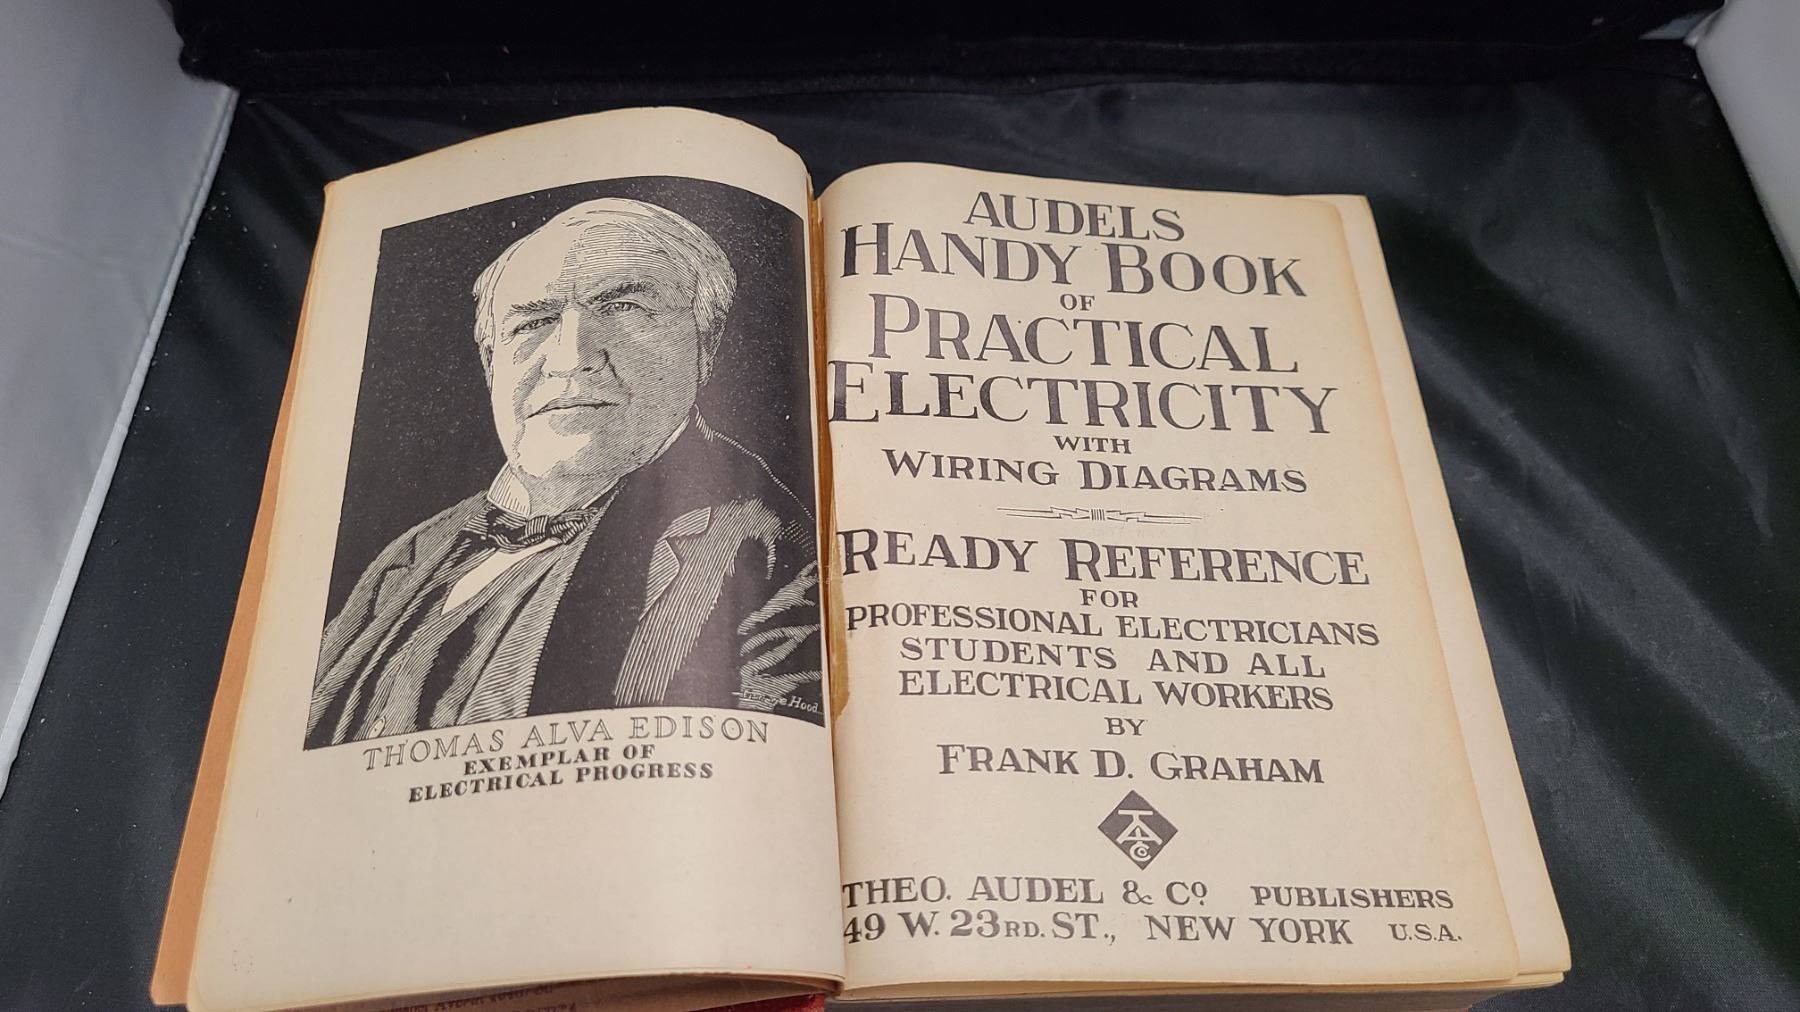 THOMAS ALVA EDISON
EXEMPLAR OF
ELECTRICAL PROGRESS
AUDELS
HANDY BOOK
OF
PRACTICAL
ELECTRICITY
WITH
WIRING DIAGRAMS
READY REFERENCE
FOR
PROFESSIONAL ELECTRICIANS
STUDENTS AND ALL
ELECTRICAL WORKERS
BY
FRANK D. GRAHAM
TACo
THEO. AUDEL & Co PUBLISHERS
49 W. 23RD. ST., NEW YORK U.S.A.
Hood